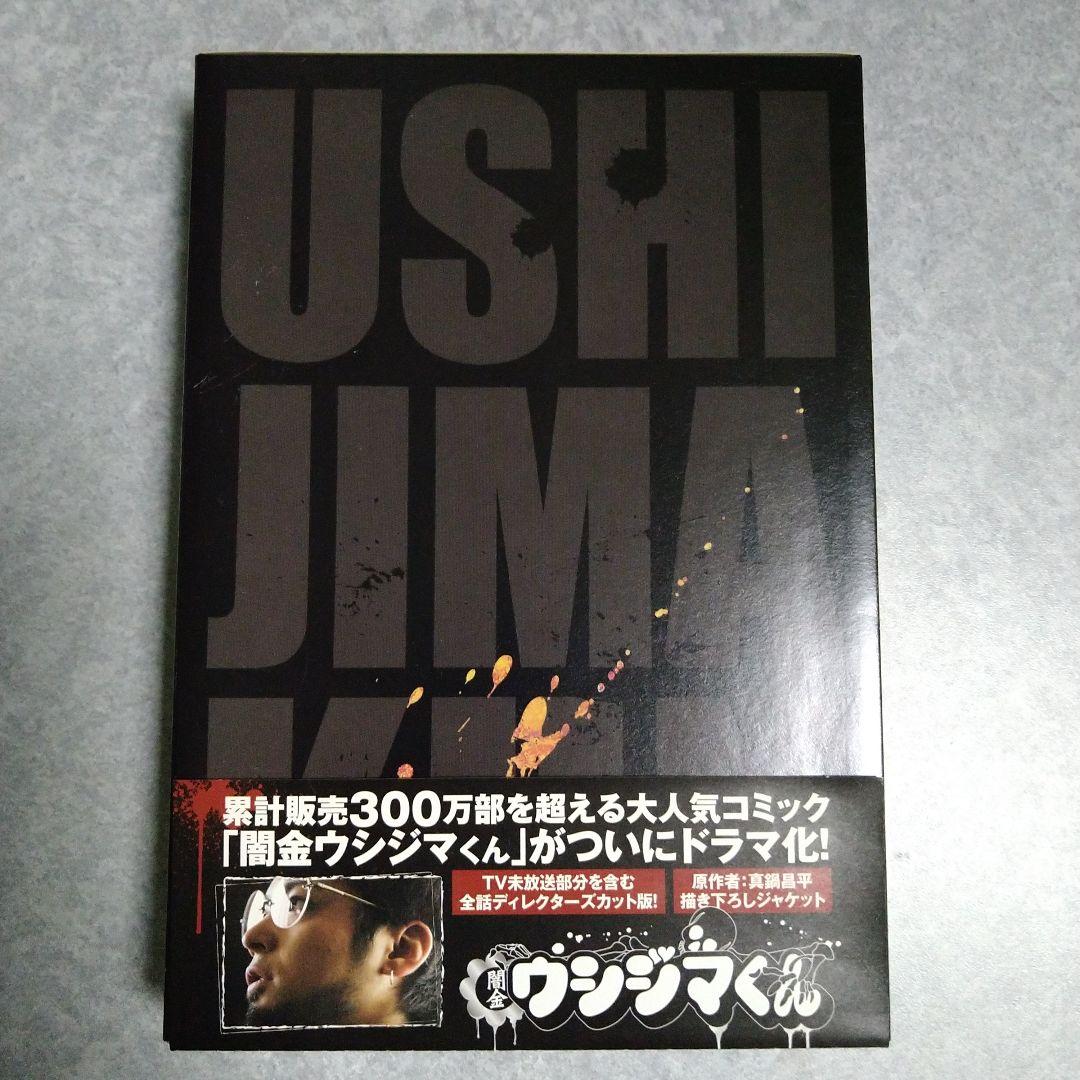 USHI
JIMA
KUN
累計販売300万部を超える大人気コミック
「闇金ウシジマくん」がついにドラマ化!
TV未放送部分を含む
全話ディレクターズカット版!
原作者:真鍋昌平
描き下ろしジャケット
闇金
ウシジマくん